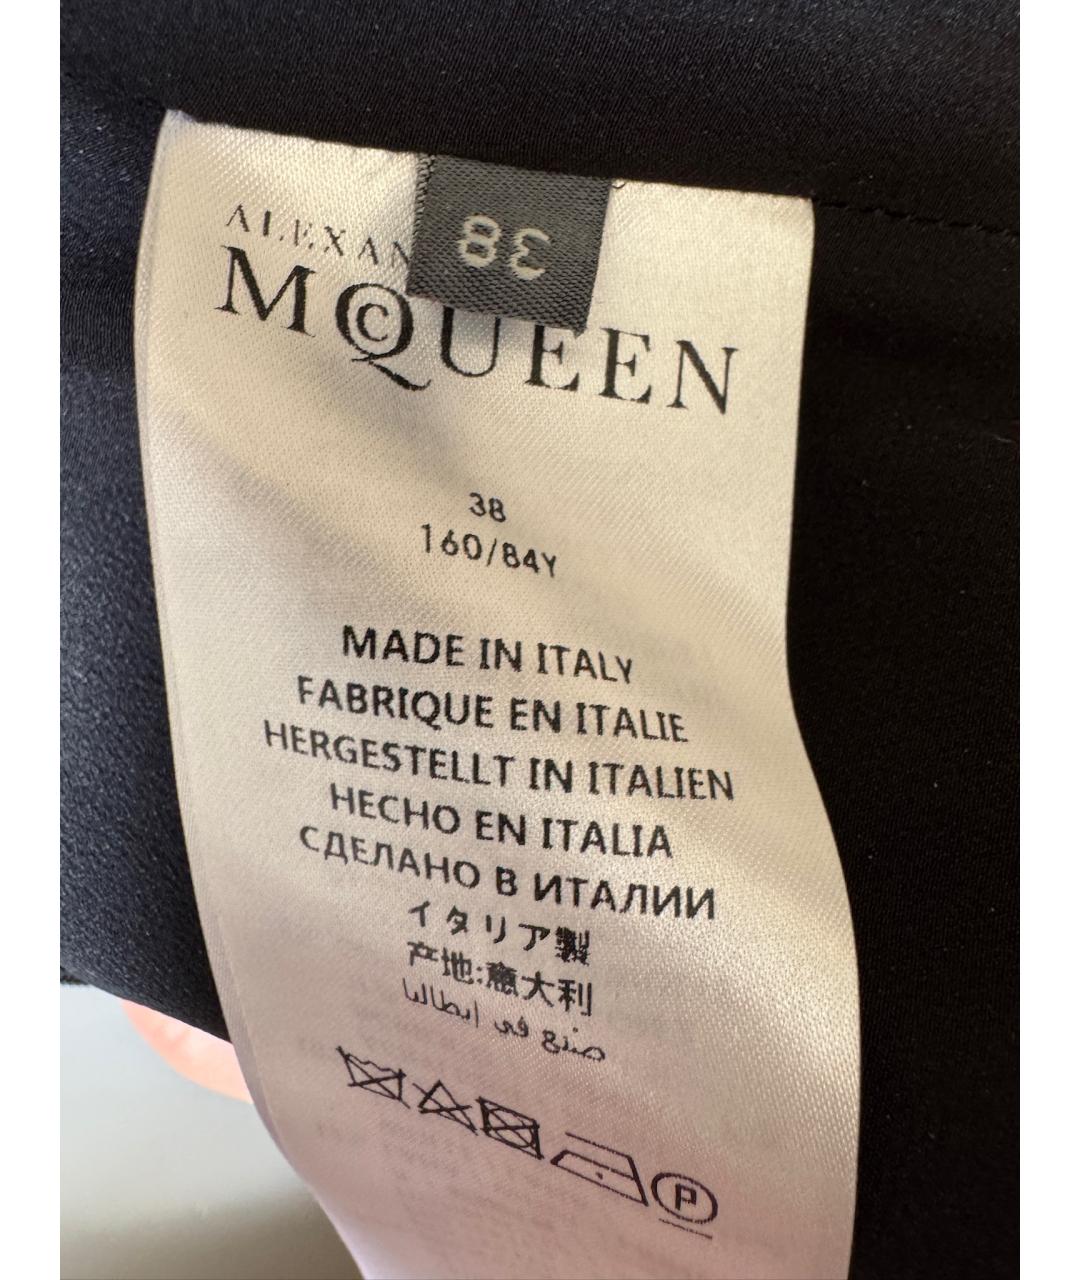 38
ALEXAN
MCQUEEN
38
160/84Y
MADE IN ITALY
FABRIQUE EN ITALIE
HERGESTELLT IN ITALIEN
HECHO EN ITALIA
СДЕЛАНО В ИТАЛИИ
イタリア製
产地:意大利
صنع في ايطاليا
P